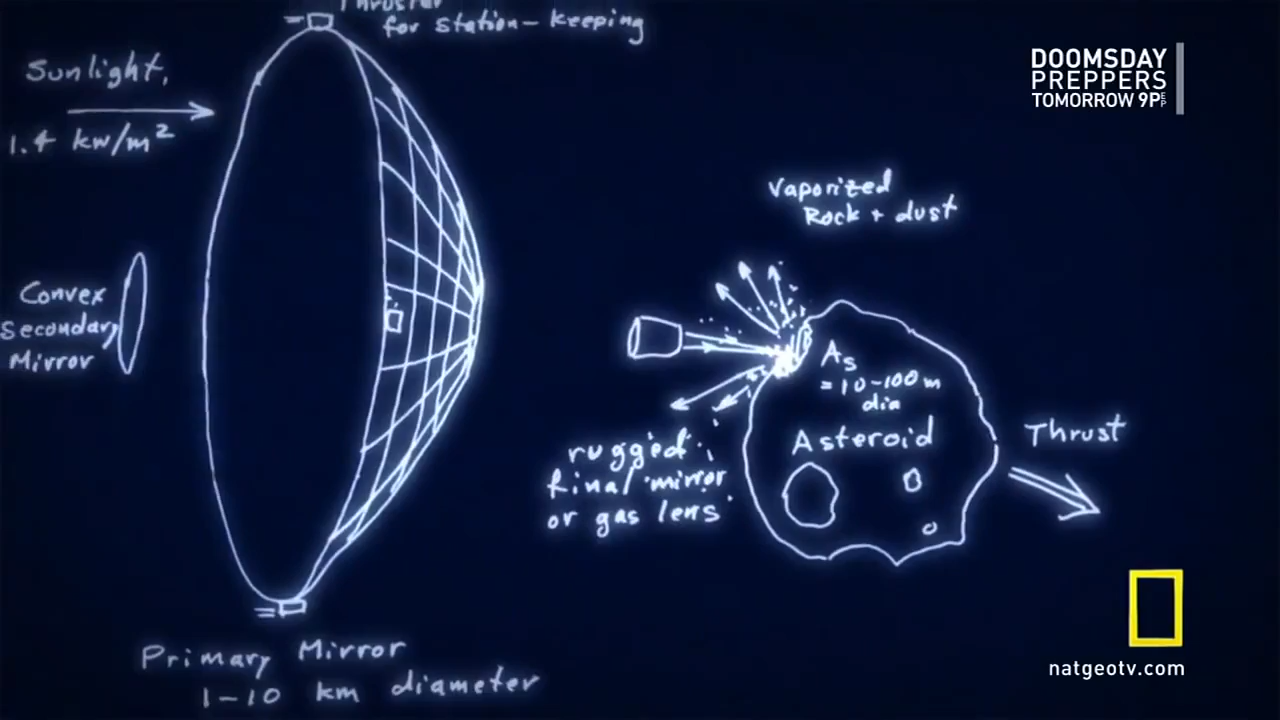 Thruster
for station-keeping
Sunlight,
1.4 kw/m²
Convex
Secondary
Mirror
Primary Mirror
1-10 km diameter
Vaporized
Rock + dust
As
= 10-100 m
dia
Asteroid
rugged
final mirror
or gas lens
Thrust
DOOMSDAY
PREPPERS
TOMORROW 9P
natgeotv.com